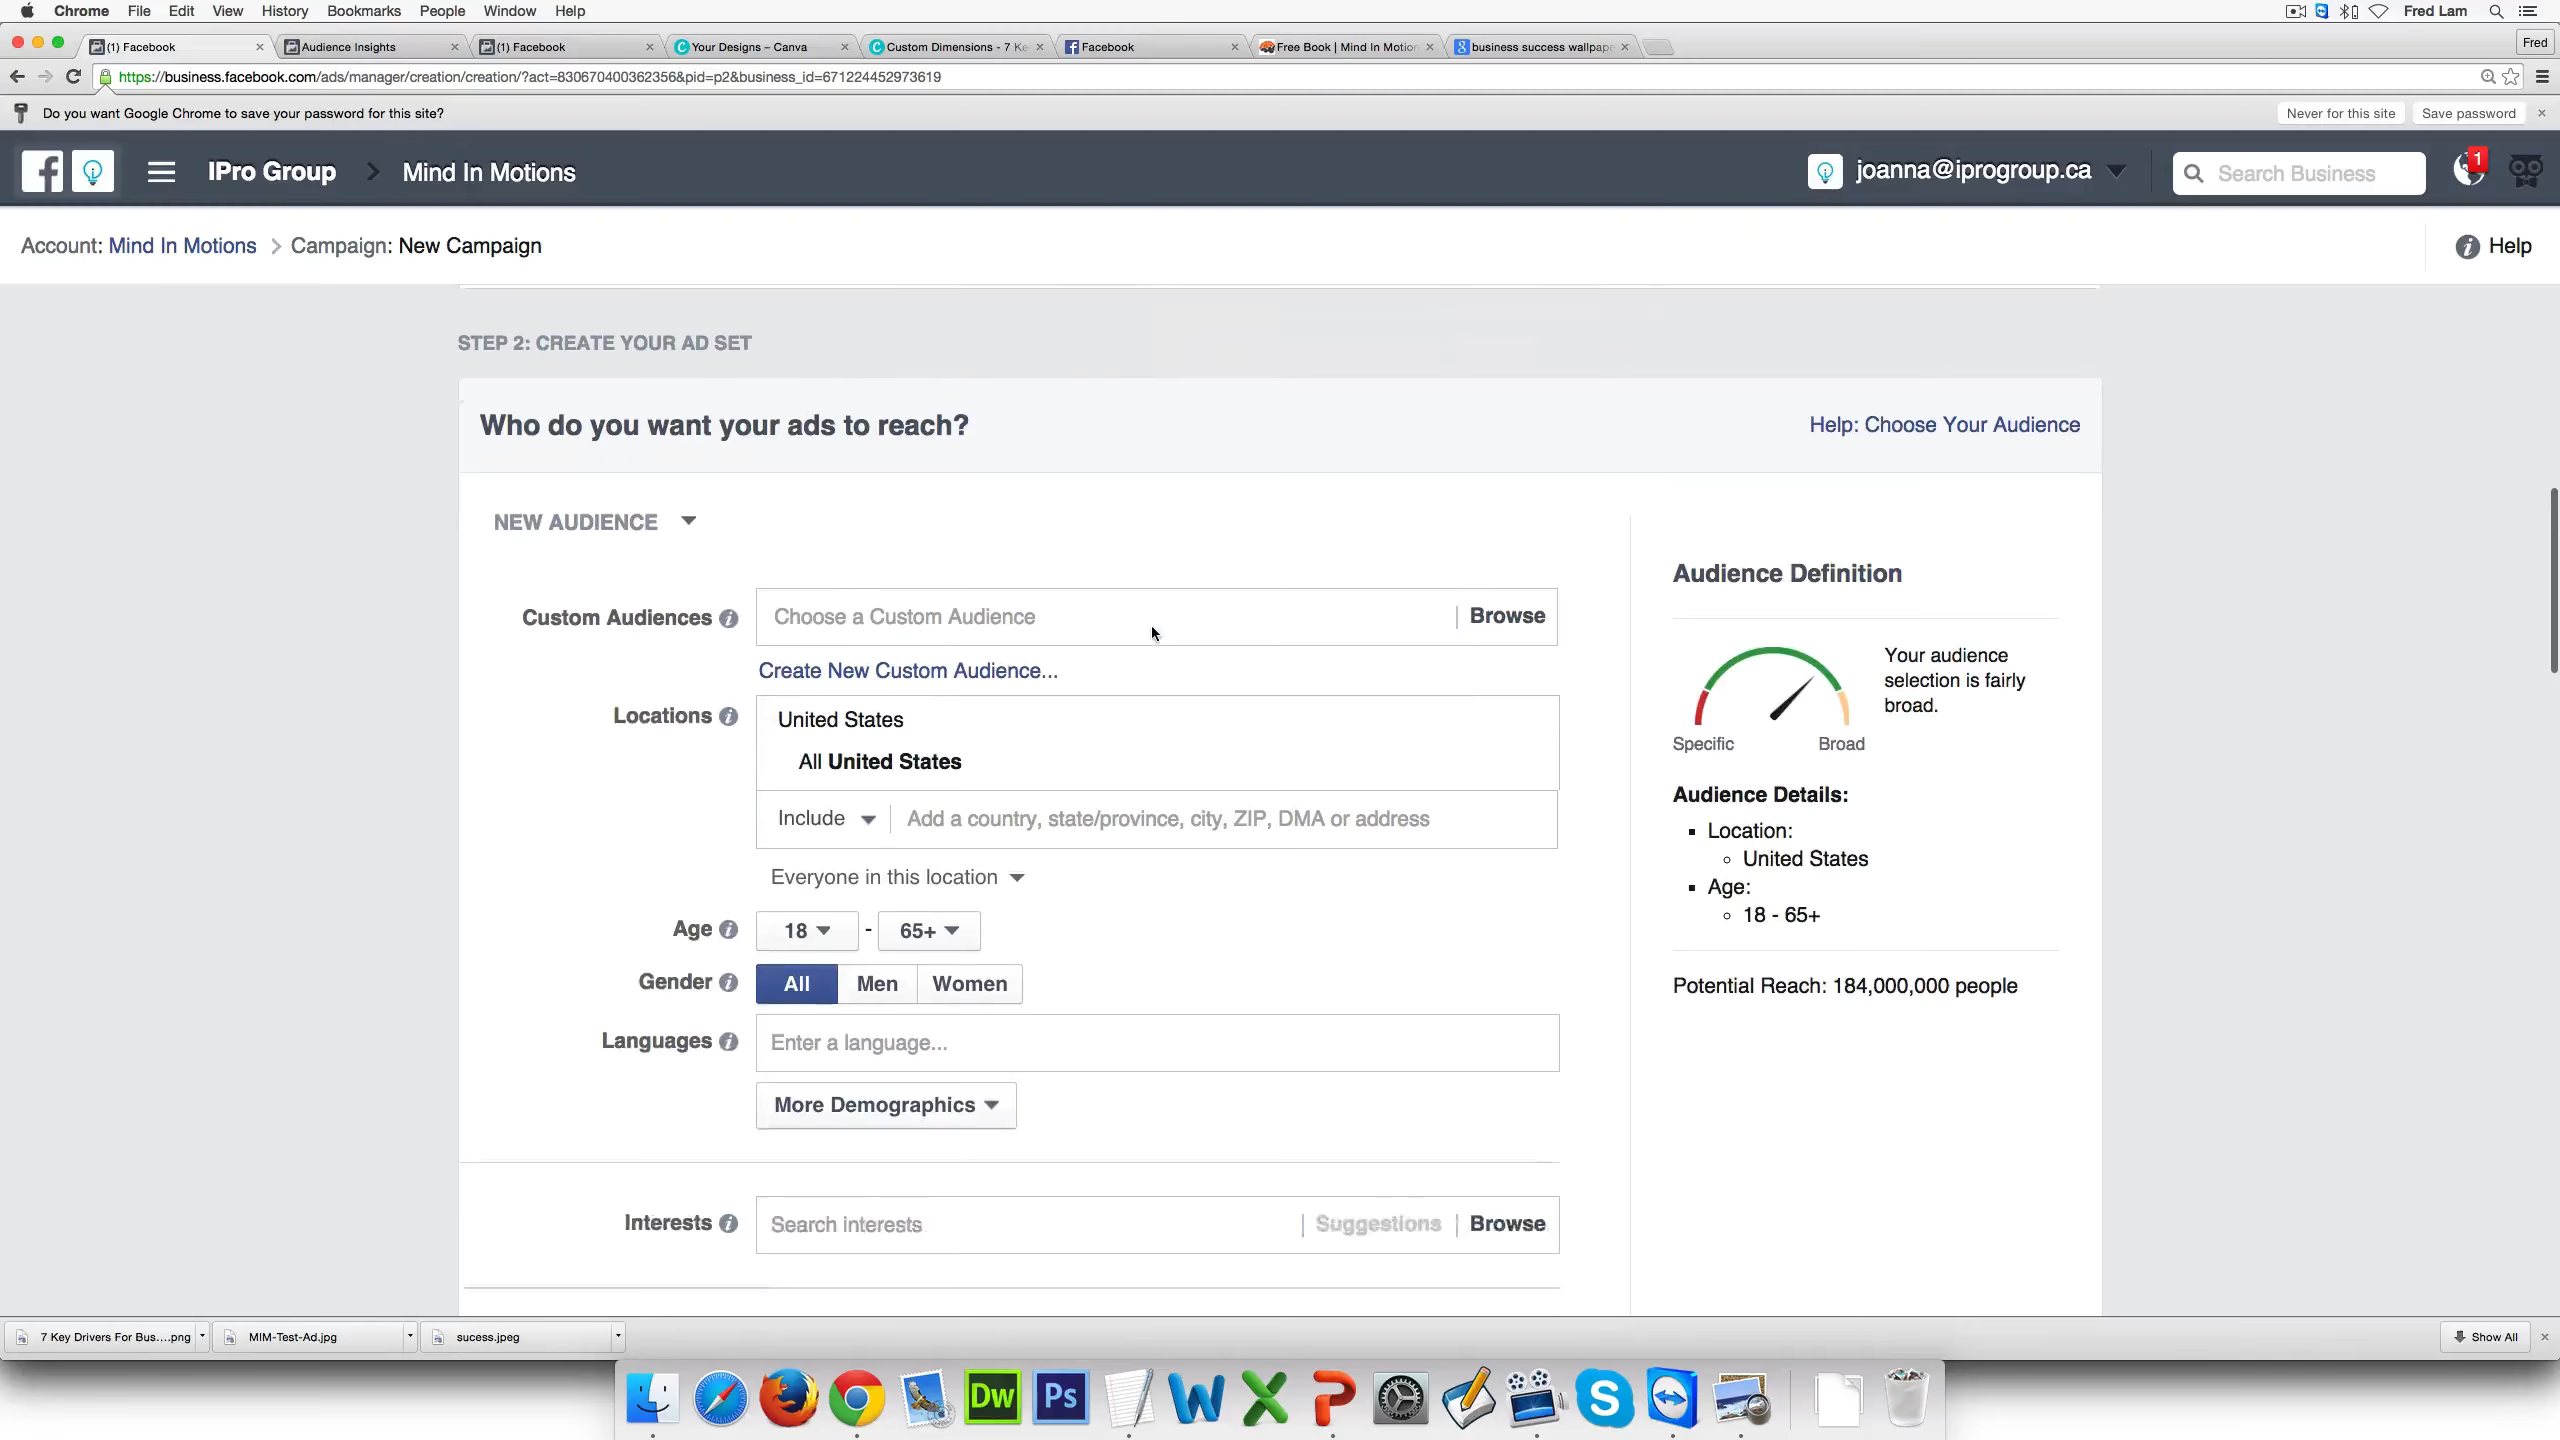 Chrome File Edit View History Bookmarks People Window Help Fred Lam
(1) Facebook Audience Insights (1) Facebook Your Designs – Canva Custom Dimensions - 7 Ke Facebook Free Book | Mind In Motion business success wallpape Fred
https://business.facebook.com/ads/manager/creation/creation/?act=830670400362356&pid=p2&business_id=671224452973619
Do you want Google Chrome to save your password for this site? Never for this site Save password
IPro Group Mind In Motions joanna@iprogroup.ca Search Business 1
Account: Mind In Motions > Campaign: New Campaign Help
STEP 2: CREATE YOUR AD SET
Who do you want your ads to reach? Help: Choose Your Audience
NEW AUDIENCE
Custom Audiences Choose a Custom Audience | Browse
Create New Custom Audience...
Locations United States
All United States
Include Add a country, state/province, city, ZIP, DMA or address
Everyone in this location
Age 18 - 65+
Gender All Men Women
Languages Enter a language...
More Demographics
Interests Search interests | Suggestions | Browse
Audience Definition
Your audience
selection is fairly
broad.
Specific Broad
Audience Details:
Location:
United States
Age:
18 - 65+
Potential Reach: 184,000,000 people
7 Key Drivers For Bus....png MIM-Test-Ad.jpg sucess.jpeg Show All
Dw Ps W X P S